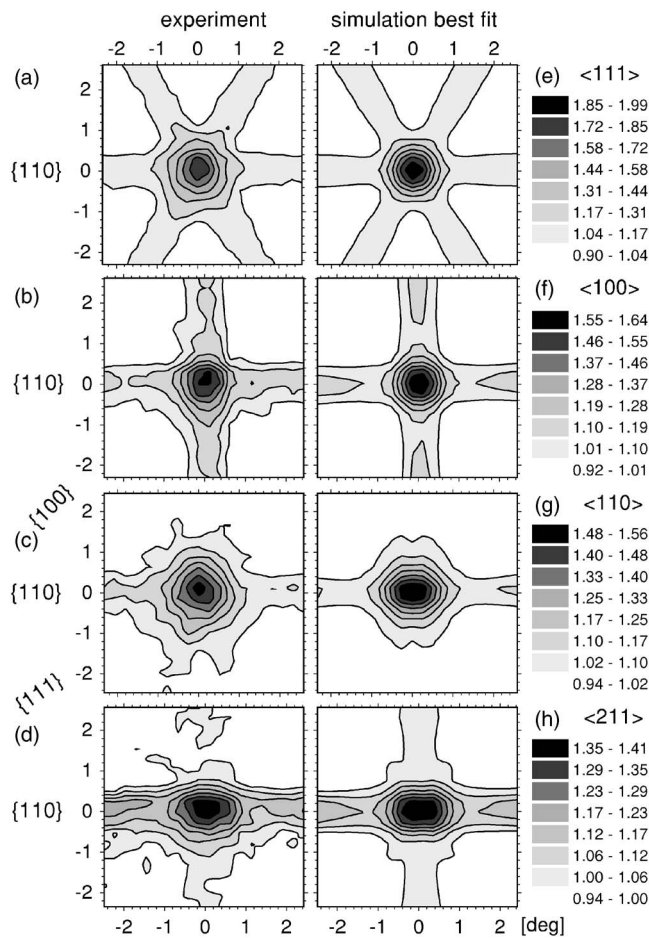 experiment simulation best fit
-2 -1 0 1 2 -2 -1 0 1 2
(a) 2 1 0 -1 -2 {110} (e) <111>
1.85 - 1.99
1.72 - 1.85
1.58 - 1.72
1.44 - 1.58
1.31 - 1.44
1.17 - 1.31
1.04 - 1.17
0.90 - 1.04
(b) 2 1 0 -1 -2 {110} (f) <100>
1.55 - 1.64
1.46 - 1.55
1.37 - 1.46
1.28 - 1.37
1.19 - 1.28
1.10 - 1.19
1.01 - 1.10
0.92 - 1.01
{100}
(c) 2 1 0 -1 -2 {110} (g) <110>
1.48 - 1.56
1.40 - 1.48
1.33 - 1.40
1.25 - 1.33
1.17 - 1.25
1.10 - 1.17
1.02 - 1.10
0.94 - 1.02
{111}
(d) 2 1 0 -1 -2 {110} (h) <211>
1.35 - 1.41
1.29 - 1.35
1.23 - 1.29
1.17 - 1.23
1.12 - 1.17
1.06 - 1.12
1.00 - 1.06
0.94 - 1.00
-2 -1 0 1 2 -2 -1 0 1 2 [deg]